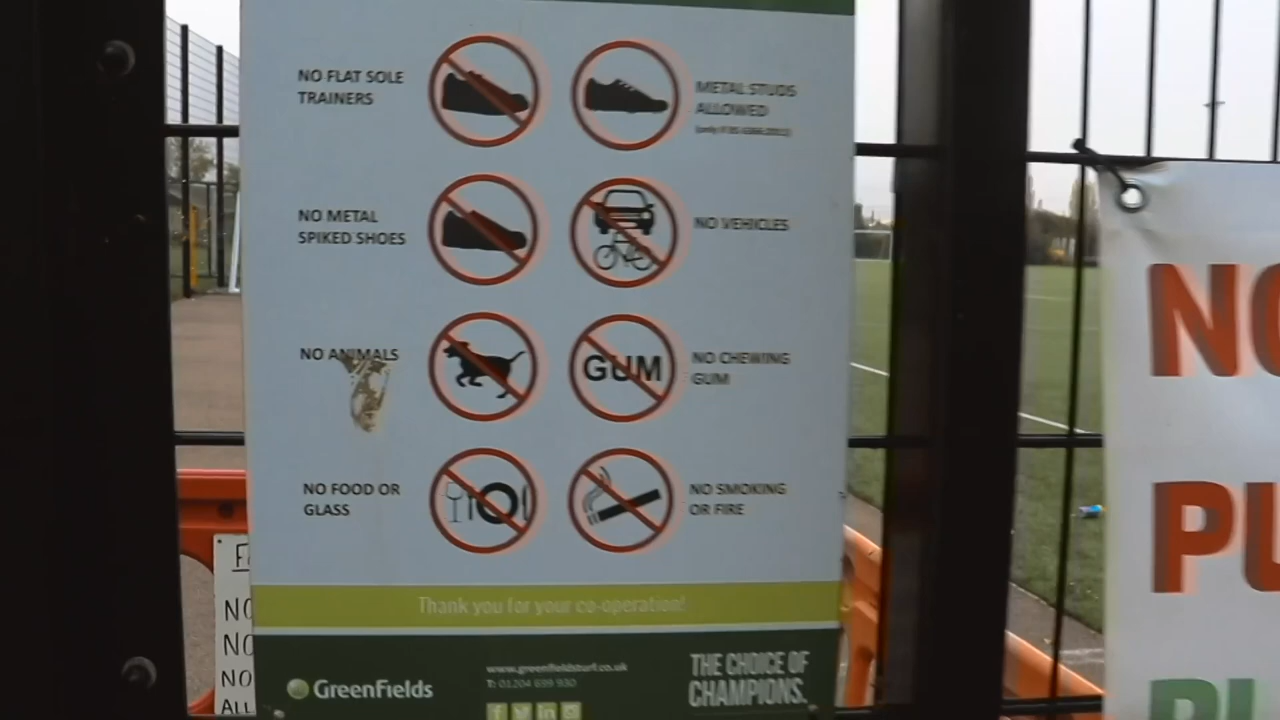 NO FLAT SOLE
TRAINERS
METAL STUDS
ALLOWED
NO METAL
SPIKED SHOES
NO VEHICLES
NO ANIMALS
GUM
NO CHEWING
GUM
NO FOOD OR
GLASS
NO SMOKING
OR FIRE
Thank you for your co-operation!
GREENFIELDS
www.greenfieldsturf.co.uk
T: 01204 699 930
THE CHOICE OF
CHAMPIONS.
NO
NO
NO
ALL
NO